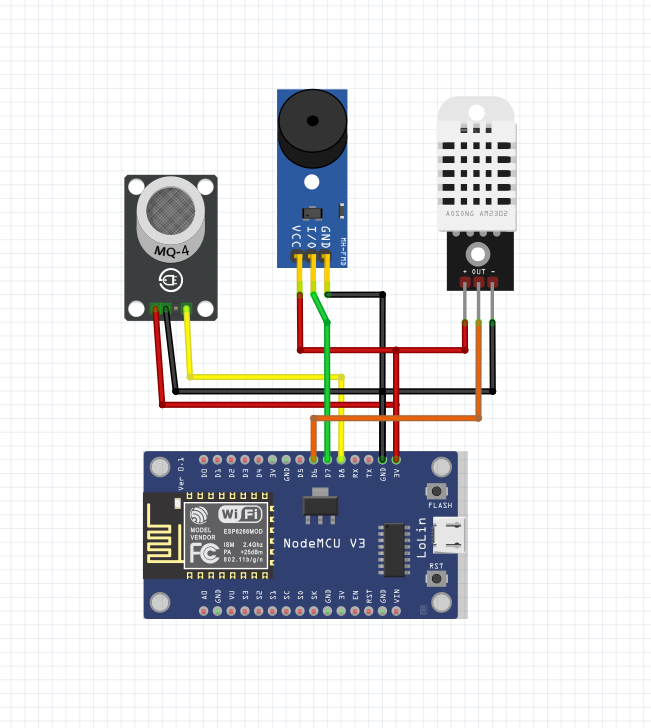 VCC
I/O
GND
MH-FMD
AOSONG AM2302
+ OUT -
MQ-4
Ver 0.1
D0
D1
D2
D3
D4
3V
GND
D5
D6
D7
D8
RX
TX
GND
3V
FLASH
WiFi
MODEL
VENDOR
ESP8266MOD
FC
ISM 2.4Ghz
PA +25dBm
802.11b/g/n
NodeMCU V3
LoLin
RST
A0
GND
VU
S3
S2
S1
SC
S0
SK
GND
3V
EN
RST
GND
VIN